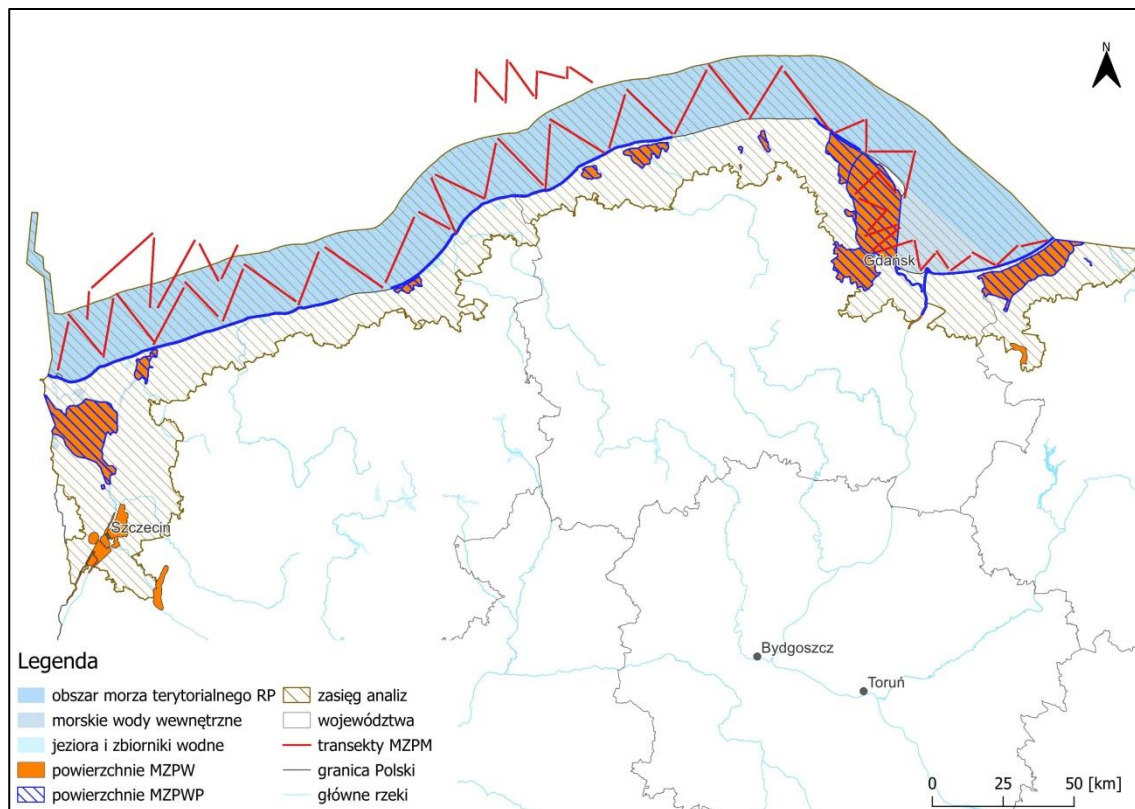 N
Gdańsk
Szczecin
Bydgoszcz
Toruń
Legenda
obszar morza terytorialnego RP
morskie wody wewnętrzne
jeziora i zbiorniki wodne
powierzchnie MZPW
powierzchnie MZPWP
zasięg analiz
województwa
transekty MZPM
granica Polski
główne rzeki
0 25 50 [km]